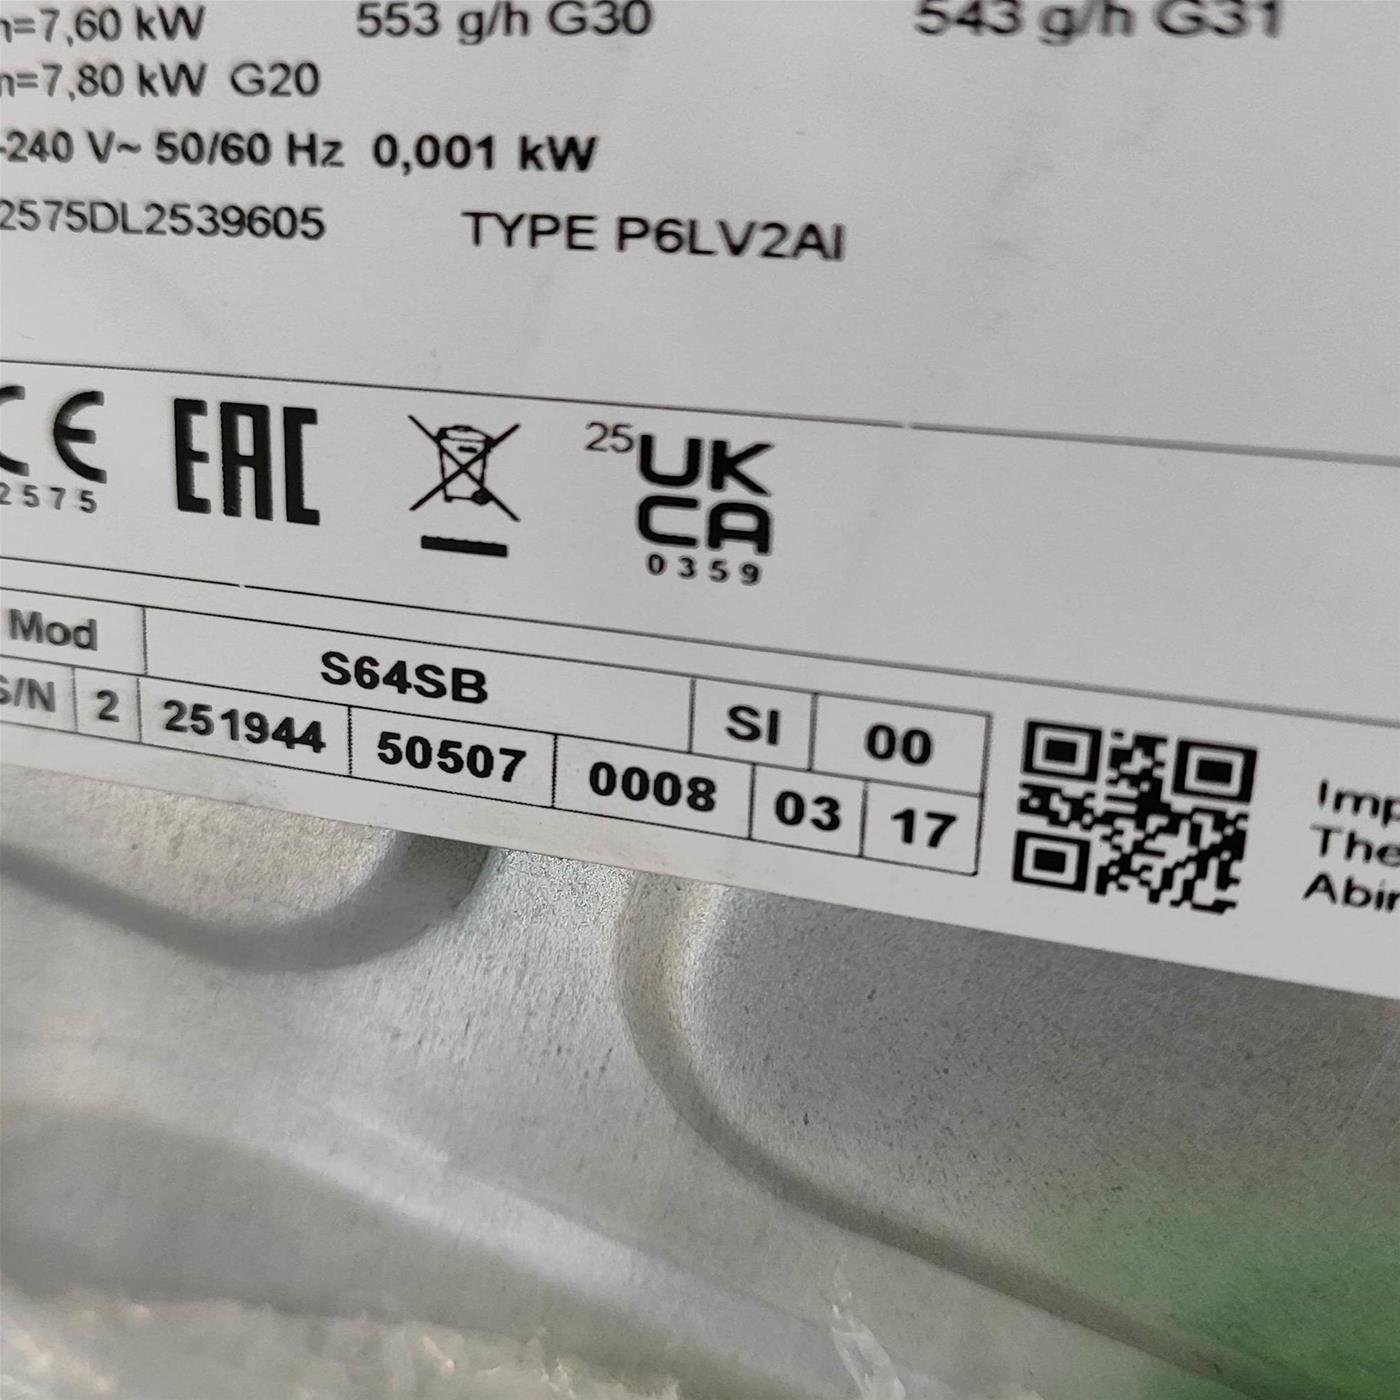 n=7,60 kW 553 g/h G30 543 g/h G31
n=7,80 kW G20
-240 V~ 50/60 Hz 0,001 kW
2575DL2539605 TYPE P6LV2AI
CE EAC 25 UK
CA
2575 0359
Mod S64SB SI 00
S/N 2 251944 50507 0008 03 17
Imp
The
Abir